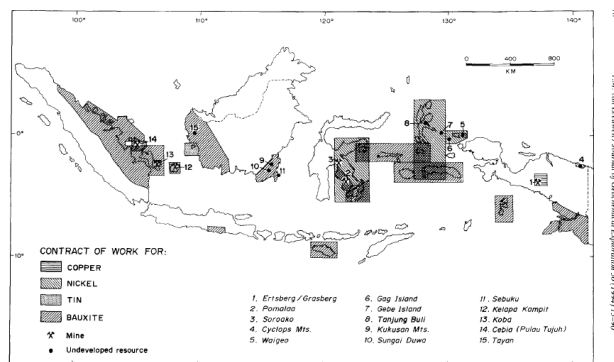 100° 110° 120° 130° 140°
0 400 800
KM
0°
10°
8 7 5
14
15
13
12
9
10
11
3
2
6
4
1
CONTRACT OF WORK FOR:
COPPER
NICKEL
TIN
BAUXITE
Mine
Undeveloped resource
1. Ertsberg/Grasberg
2. Pomalaa
3. Soroako
4. Cyclops Mts.
5. Waigeo
6. Gag Island
7. Gebe Island
8. Tanjung Buli
9. Kukusan Mts.
10. Sungai Duwa
11. Sebuku
12. Kelapa Kampit
13. Koba
14. Cebia (Pulau Tujuh)
15. Tayan